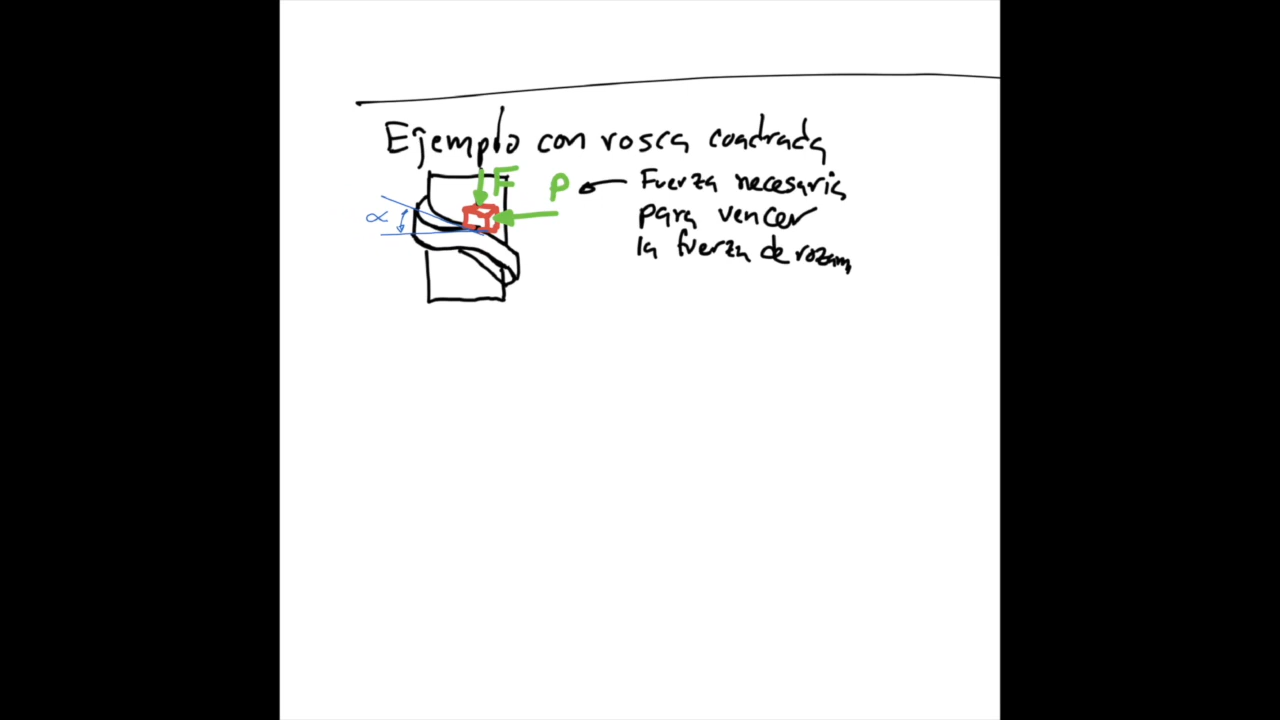 Ejemplo con rosca cuadrada
F
P
Fuerza necesaria
α
para vencer
la fuerza de rozam,